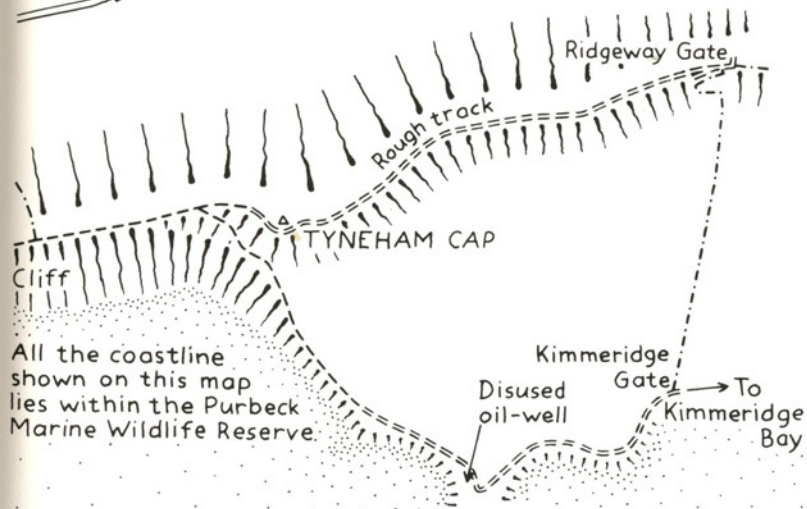 Ridgeway Gate
Rough track
TYNEHAM CAP
Cliff
All the coastline
shown on this map
lies within the Purbeck
Marine Wildlife Reserve.
Disused
oil-well
Kimmeridge
Gate
To
Kimmeridge
Bay